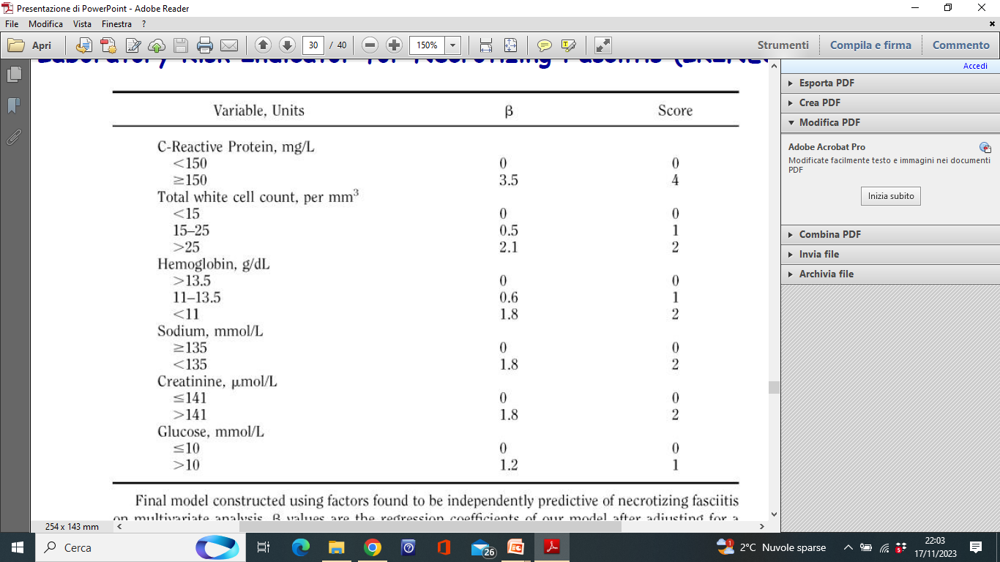 Presentazione di PowerPoint - Adobe Reader
File Modifica Vista Finestra ?
Apri 30 / 40 150% Strumenti Compila e firma Commento
Laboratory Risk Indicator for Necrotizing Fasciitis
Accedi
Esporta PDF
Crea PDF
Modifica PDF
Adobe Acrobat Pro
Modificate facilmente testo e immagini nei documenti
PDF
Inizia subito
Combina PDF
Invia file
Archivia file
Variable, Units β Score
C-Reactive Protein, mg/L
<150 0 0
≥150 3.5 4
Total white cell count, per mm³
<15 0 0
15–25 0.5 1
>25 2.1 2
Hemoglobin, g/dL
>13.5 0 0
11–13.5 0.6 1
<11 1.8 2
Sodium, mmol/L
≥135 0 0
<135 1.8 2
Creatinine, μmol/L
≤141 0 0
>141 1.8 2
Glucose, mmol/L
≤10 0 0
>10 1.2 1
Final model constructed using factors found to be independently predictive of necrotizing fasciitis
on multivariate analysis. β values are the regression coefficients of our model after adjusting for a
254 x 143 mm
Cerca 26 2°C Nuvole sparse 5 22:03
17/11/2023